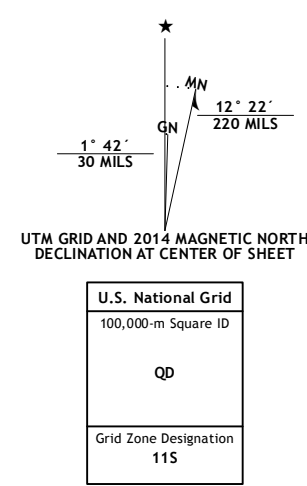 ★
MN
GN
12° 22´
220 MILS
1° 42´
30 MILS
UTM GRID AND 2014 MAGNETIC NORTH
DECLINATION AT CENTER OF SHEET
U.S. National Grid
100,000-m Square ID
QD
Grid Zone Designation
11S